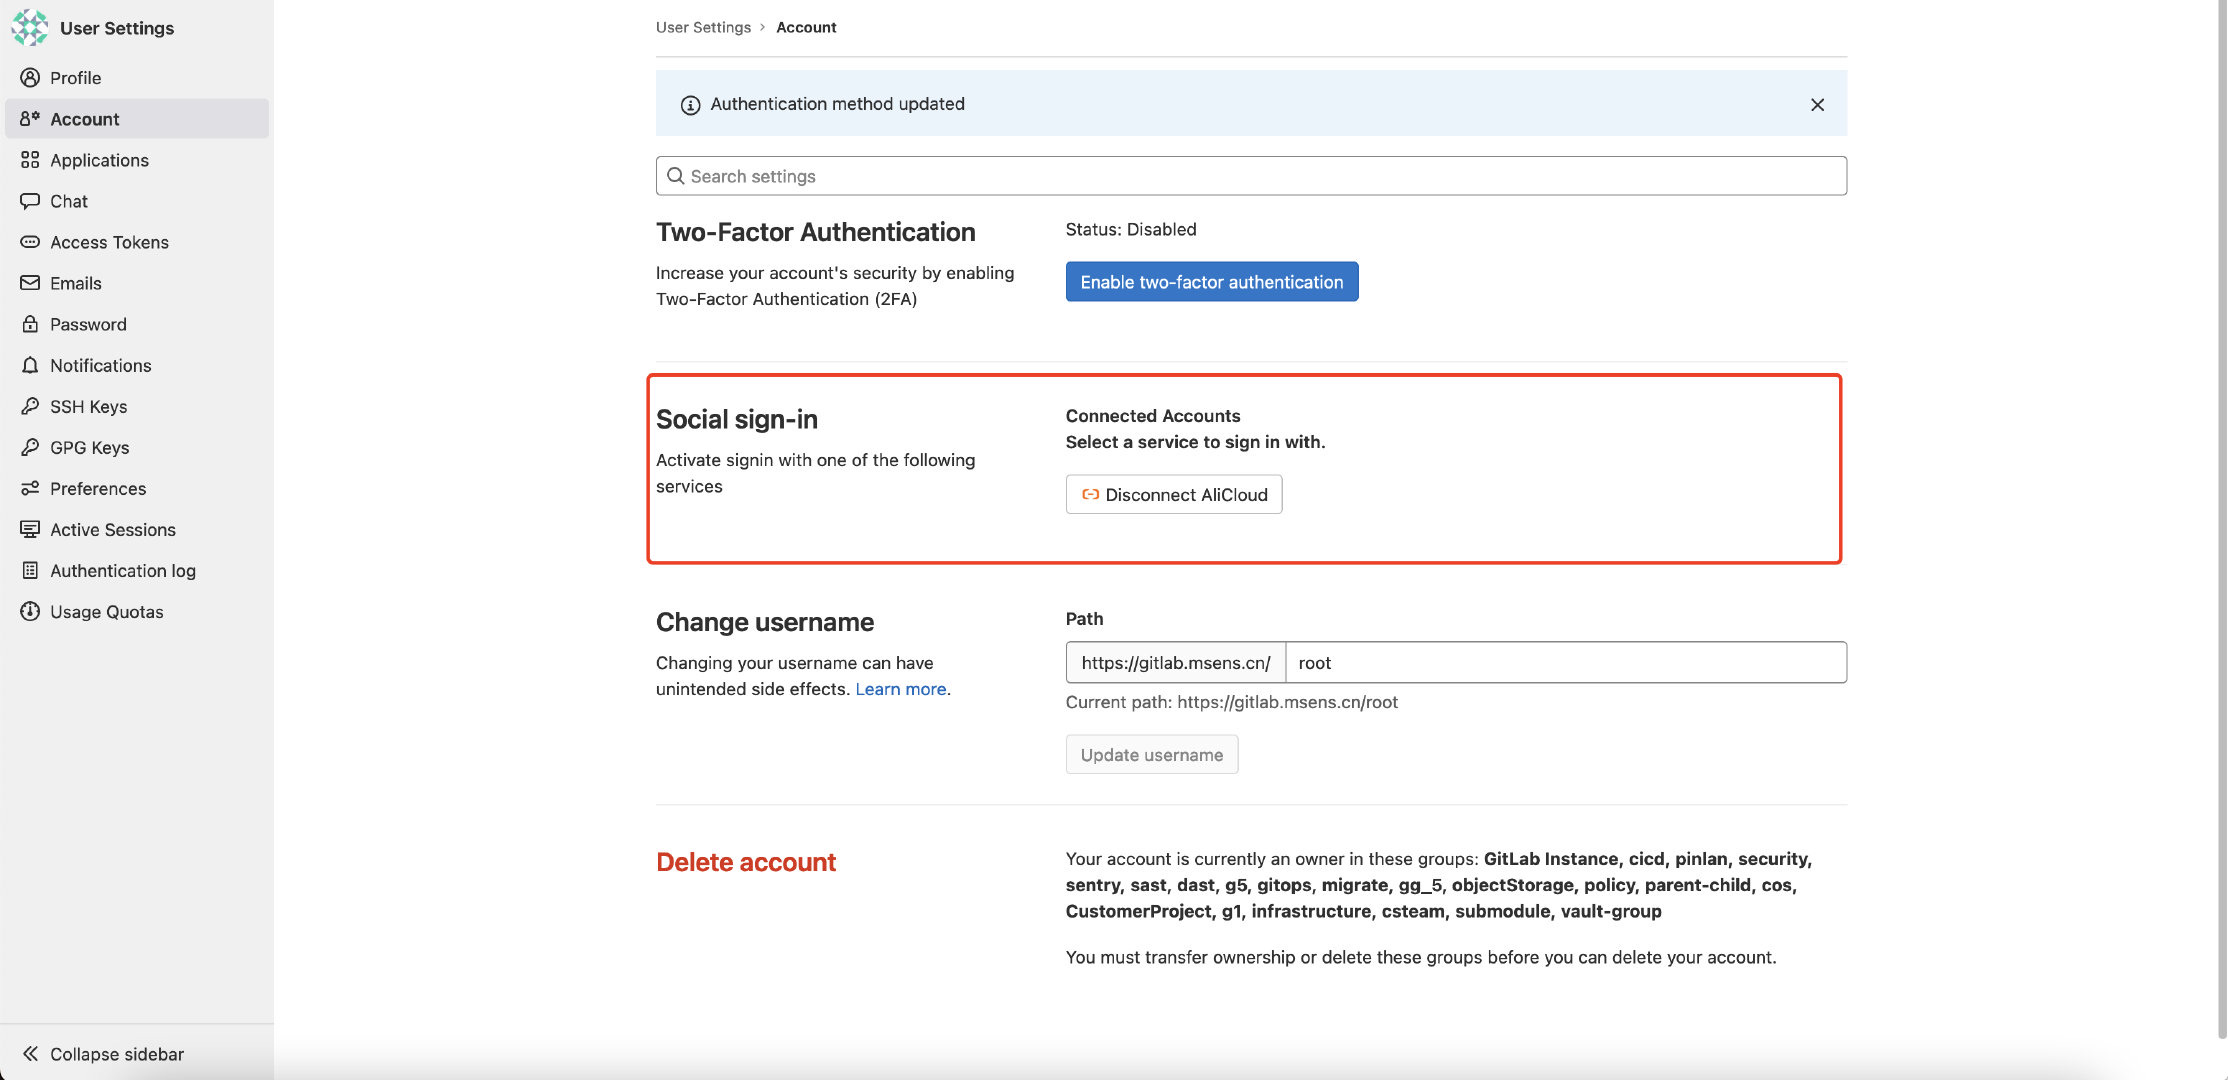 User Settings
Profile
Account
Applications
Chat
Access Tokens
Emails
Password
Notifications
SSH Keys
GPG Keys
Preferences
Active Sessions
Authentication log
Usage Quotas
Collapse sidebar
User Settings › Account
Authentication method updated
Search settings
Two-Factor Authentication
Increase your account's security by enabling
Two-Factor Authentication (2FA)
Status: Disabled
Enable two-factor authentication
Social sign-in
Activate signin with one of the following
services
Connected Accounts
Select a service to sign in with.
Disconnect AliCloud
Change username
Changing your username can have
unintended side effects. Learn more.
Path
https://gitlab.msens.cn/ root
Current path: https://gitlab.msens.cn/root
Update username
Delete account
Your account is currently an owner in these groups: GitLab Instance, cicd, pinlan, security,
sentry, sast, dast, g5, gitops, migrate, gg_5, objectStorage, policy, parent-child, cos,
CustomerProject, g1, infrastructure, csteam, submodule, vault-group
You must transfer ownership or delete these groups before you can delete your account.